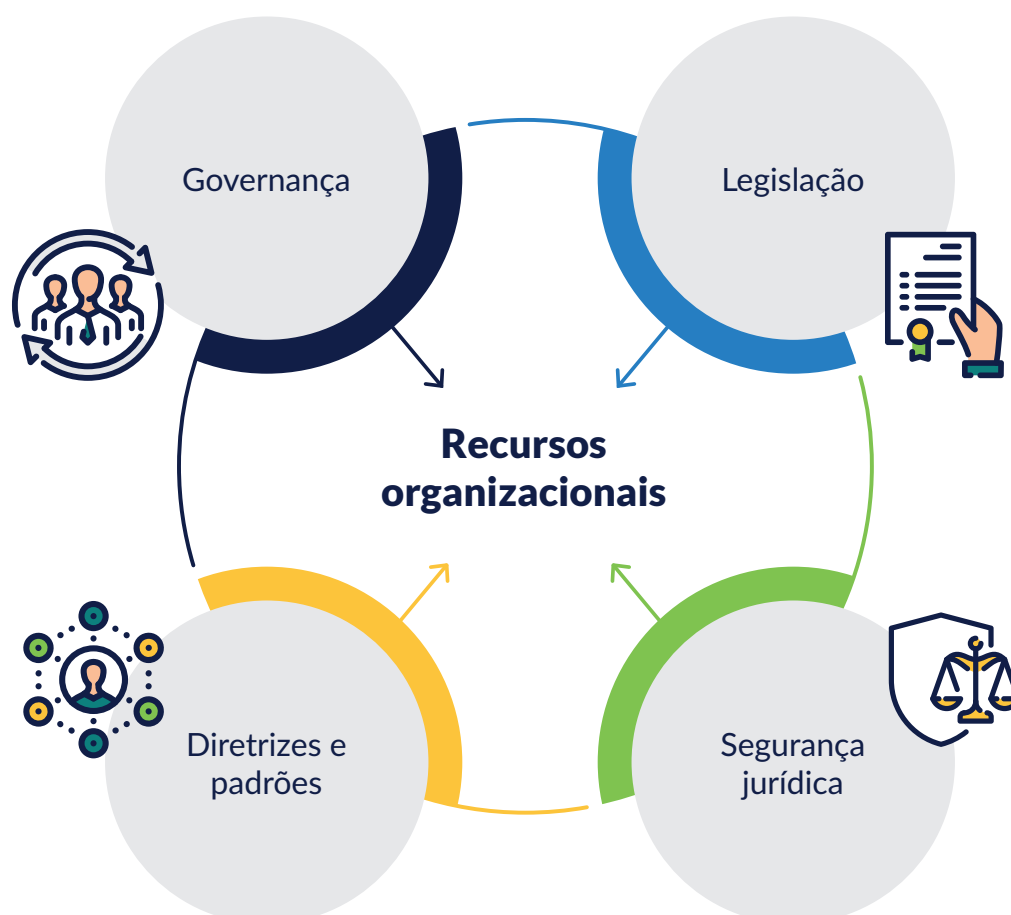 Governança
Legislação
Recursos
organizacionais
Diretrizes e
padrões
Segurança
jurídica